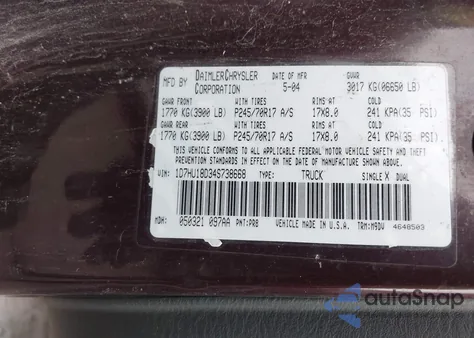 MFD BY DAIMLERCHRYSLER CORPORATION DATE OF MFR 5-04 GVWR 3017 KG(06650 LB)
GAWR FRONT WITH TIRES RIMS AT COLD
1770 KG(3900 LB) P245/70R17 A/S 17X8.0 241 KPA(35 PSI)
GAWR REAR WITH TIRES RIMS AT COLD
1770 KG(3900 LB) P245/70R17 A/S 17X8.0 241 KPA(35 PSI)
THIS VEHICLE CONFORMS TO ALL APPLICABLE FEDERAL MOTOR VEHICLE SAFETY AND THEFT
PREVENTION STANDARDS IN EFFECT ON THE DATE OF MANUFACTURE SHOWN ABOVE.
VIN: 1D7HU18D34S738668 TYPE: TRUCK SINGLE X DUAL
MDH: 050321 097AA PNT:PRB VEHICLE MADE IN U.S.A. TRM:M9DV 4648503
autoSnap